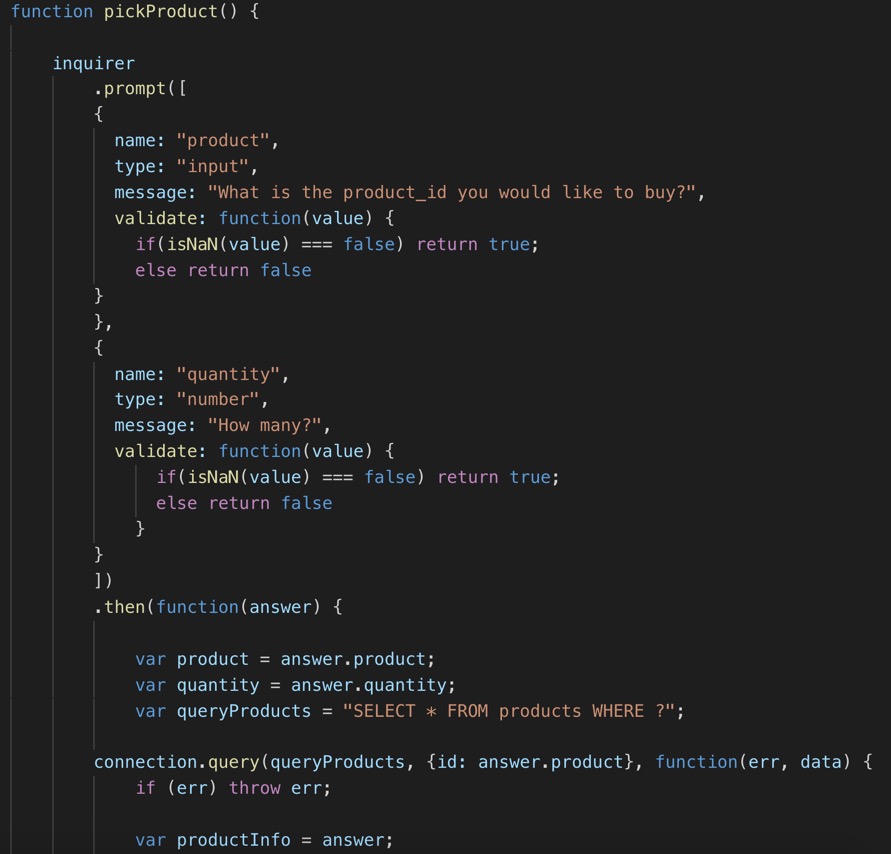 function pickProduct() {
inquirer
.prompt([
{
name: "product",
type: "input",
message: "What is the product_id you would like to buy?",
validate: function(value) {
if(isNaN(value) === false) return true;
else return false
}
},
{
name: "quantity",
type: "number",
message: "How many?",
validate: function(value) {
if(isNaN(value) === false) return true;
else return false
}
}
])
.then(function(answer) {
var product = answer.product;
var quantity = answer.quantity;
var queryProducts = "SELECT * FROM products WHERE ?";
connection.query(queryProducts, {id: answer.product}, function(err, data) {
if (err) throw err;
var productInfo = answer;